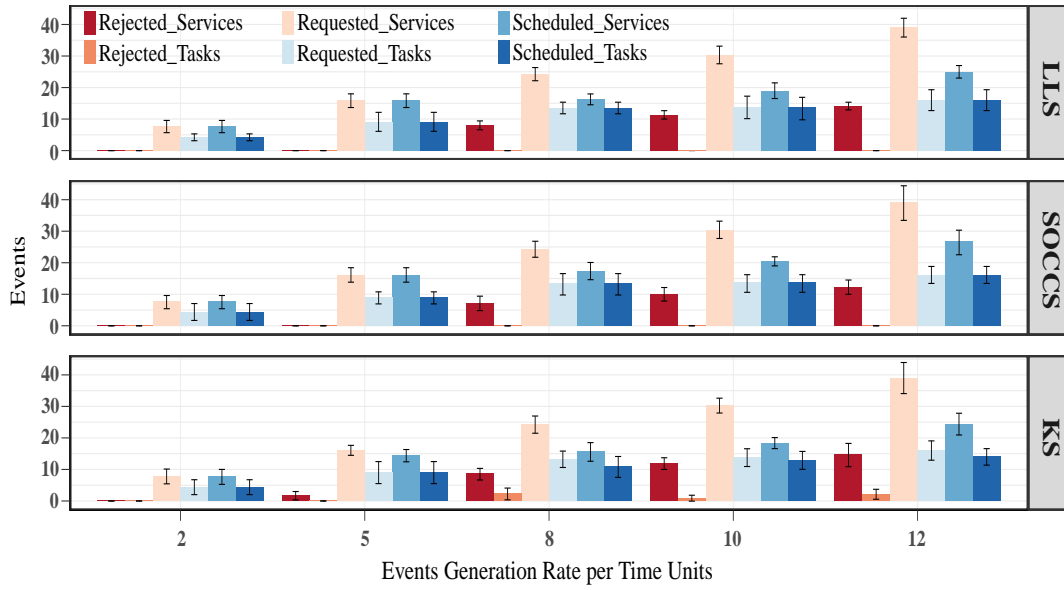 Rejected_Services Requested_Services Scheduled_Services
Rejected_Tasks Requested_Tasks Scheduled_Tasks
40
30
20
10
0
LLS
40
30
20
10
0
SOCCS
Events
40
30
20
10
0
KS
2 5 8 10 12
Events Generation Rate per Time Units